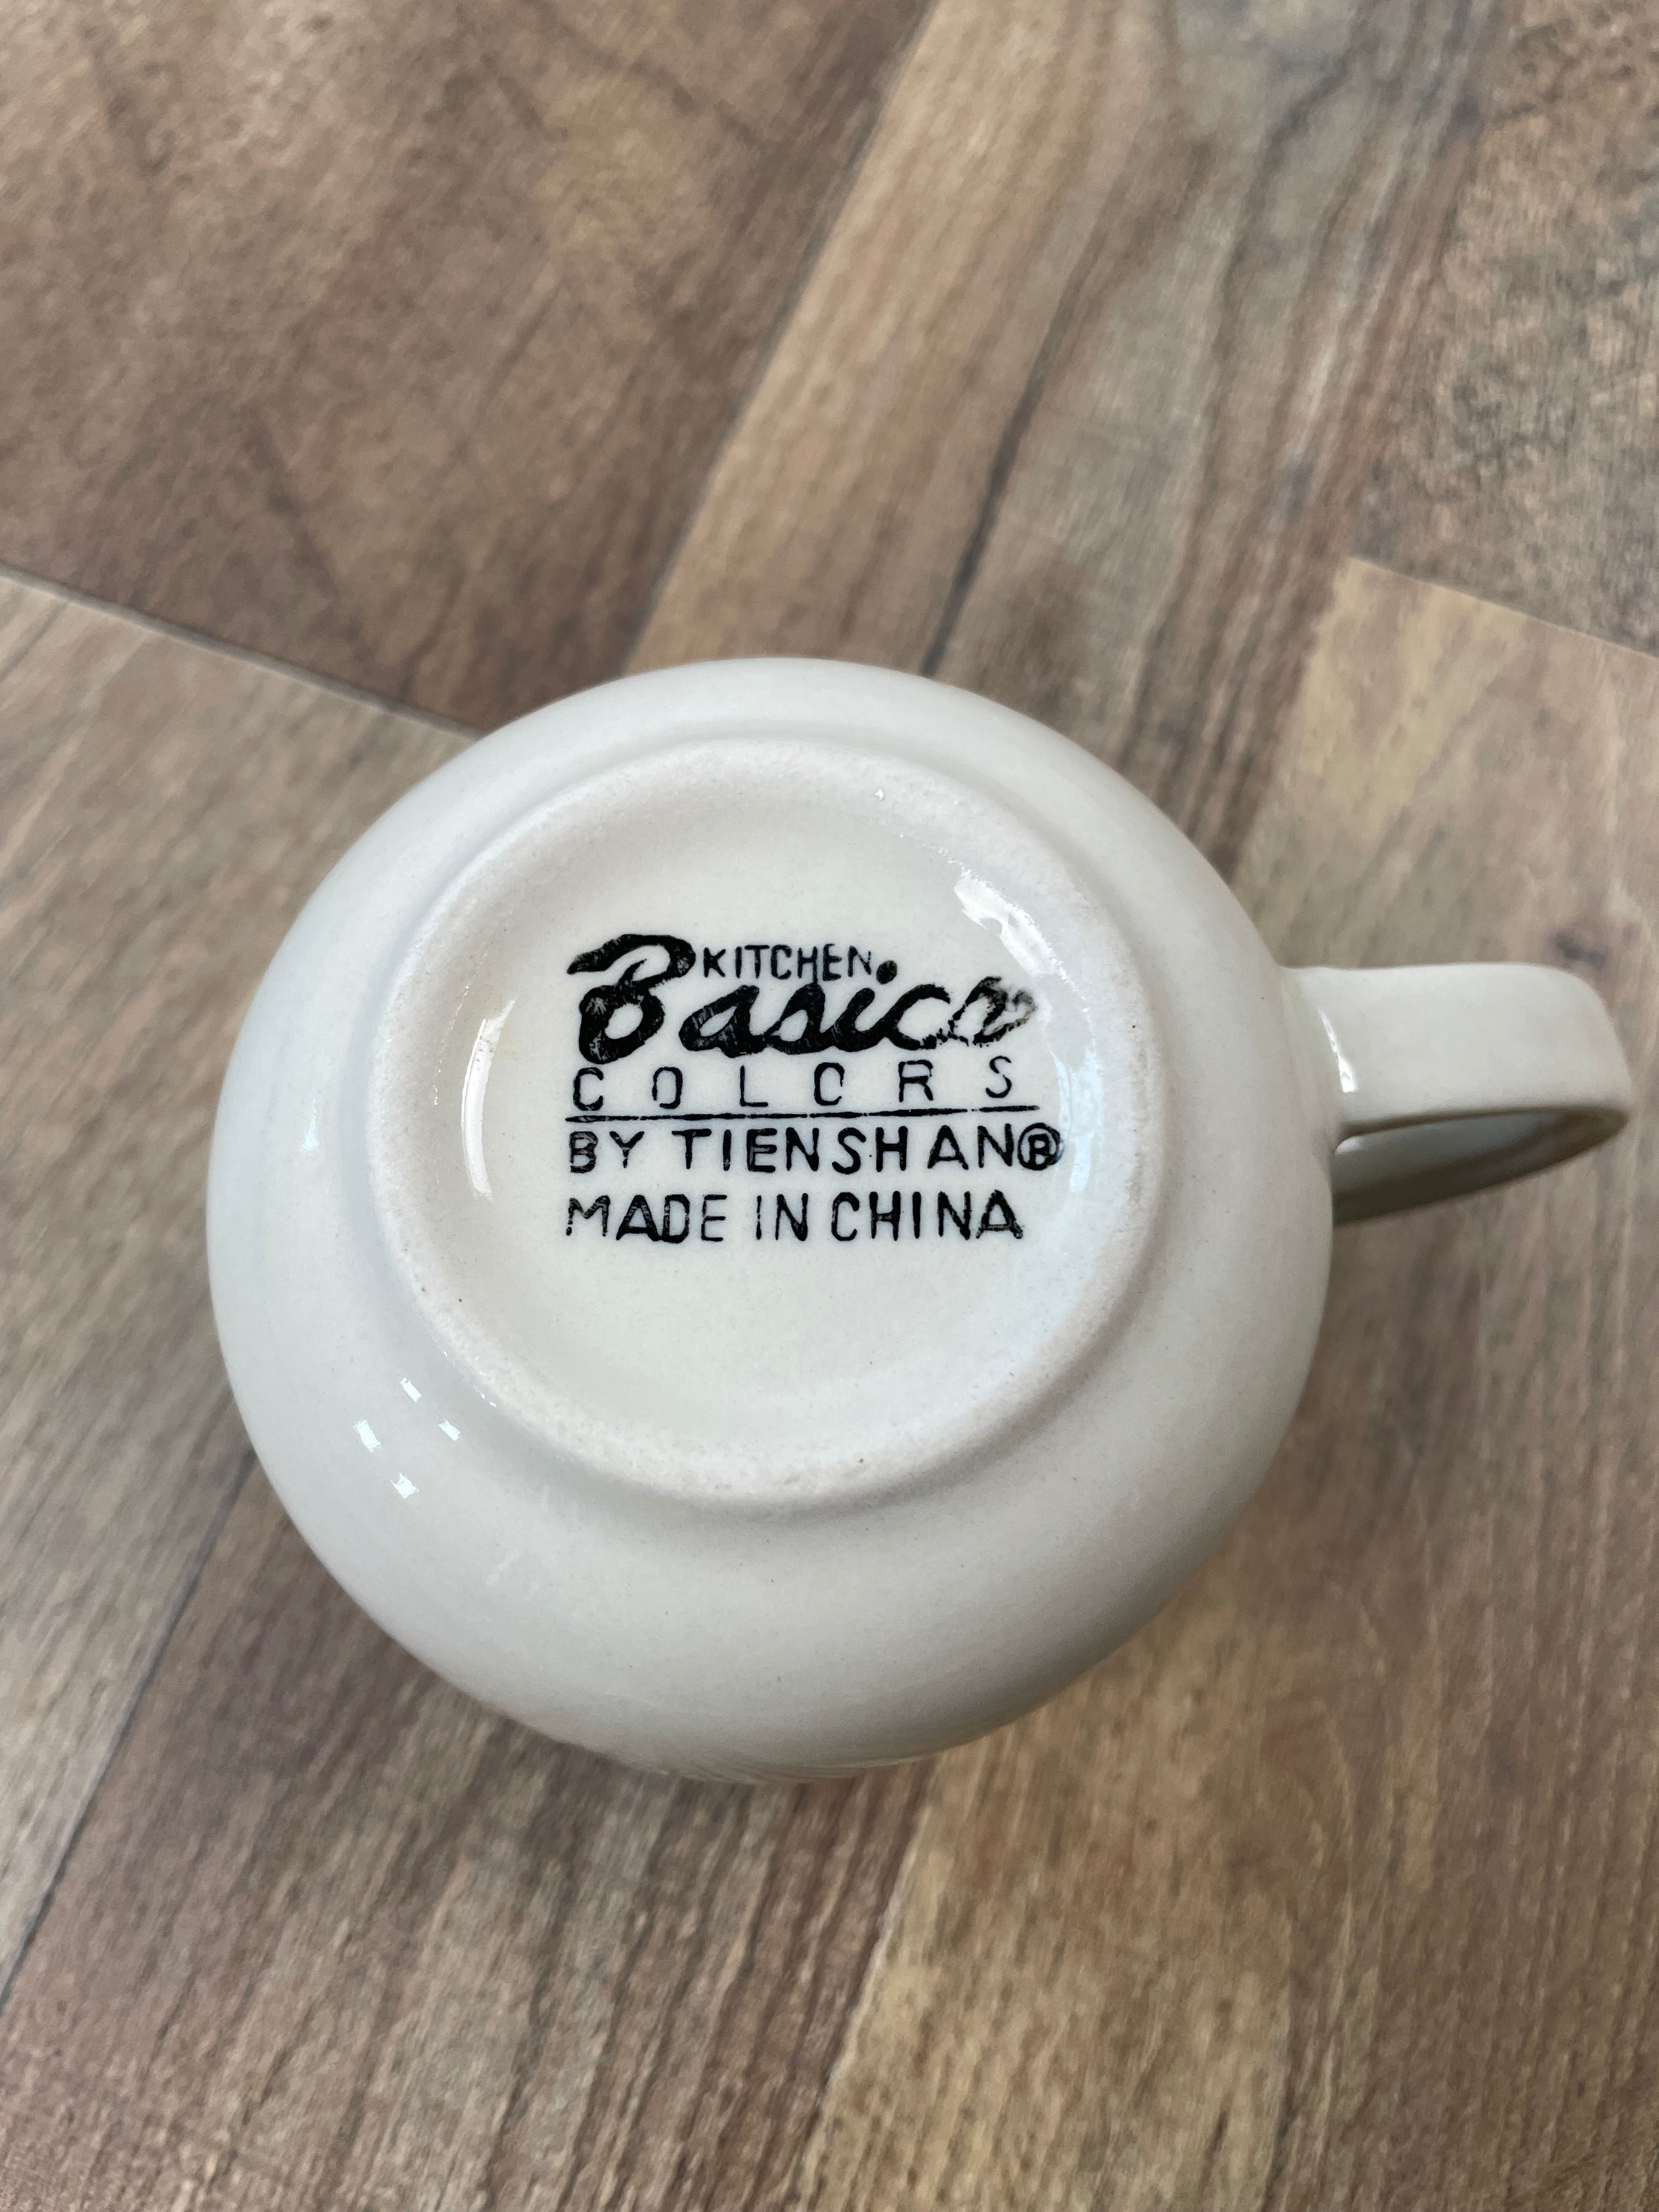 KITCHEN
Basics
COLORS
BY TIENSHAN®
MADE IN CHINA